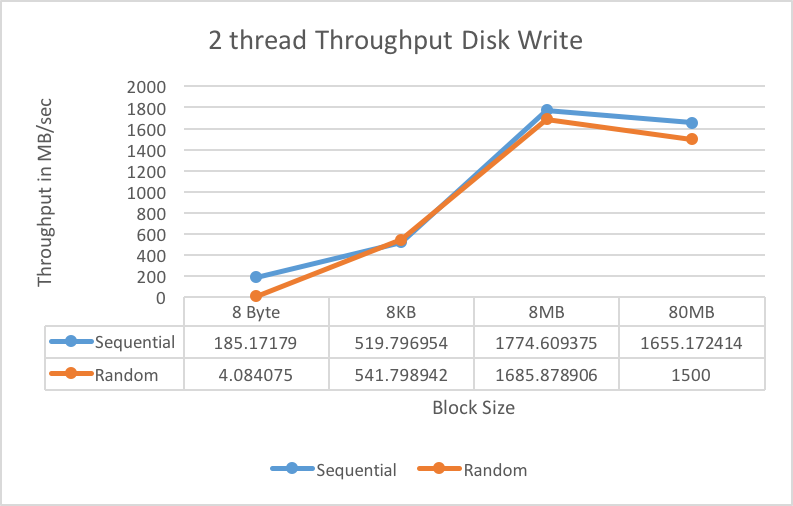 2 thread Throughput Disk Write
Throughput in MB/sec
2000
1800
1600
1400
1200
1000
800
600
400
200
0
8 Byte 8KB 8MB 80MB
Sequential 185.17179 519.796954 1774.609375 1655.172414
Random 4.084075 541.798942 1685.878906 1500
Block Size
Sequential Random